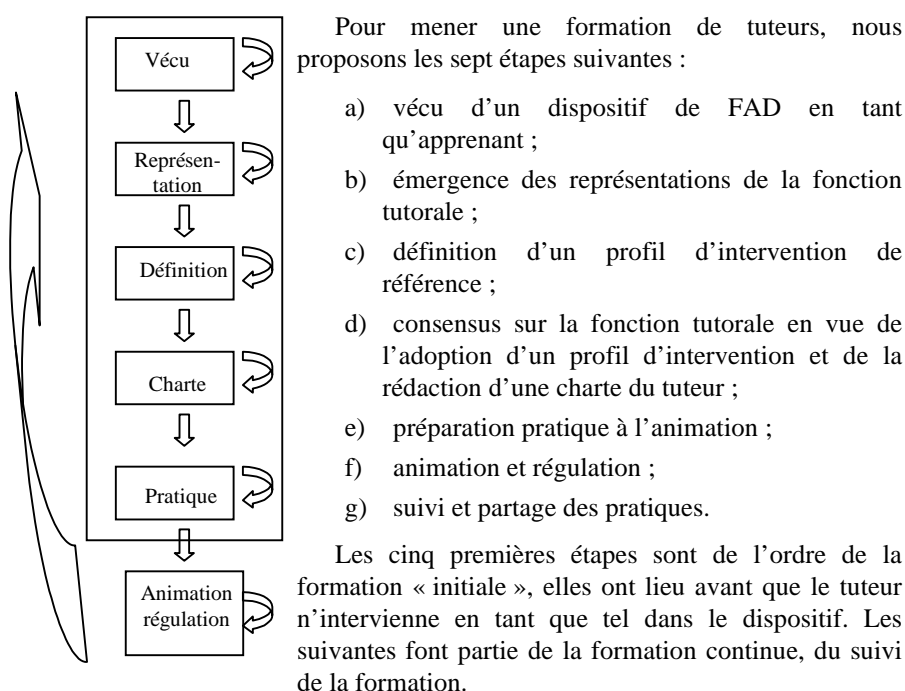 Vécu
Représen-
tation
Définition
Charte
Pratique
Animation
régulation
Pour mener une formation de tuteurs, nous
proposons les sept étapes suivantes :
a) vécu d’un dispositif de FAD en tant
qu’apprenant ;
b) émergence des représentations de la fonction
tutorale ;
c) définition d’un profil d’intervention de
référence ;
d) consensus sur la fonction tutorale en vue de
l’adoption d’un profil d’intervention et de la
rédaction d’une charte du tuteur ;
e) préparation pratique à l’animation ;
f) animation et régulation ;
g) suivi et partage des pratiques.
Les cinq premières étapes sont de l’ordre de la
formation « initiale », elles ont lieu avant que le tuteur
n’intervienne en tant que tel dans le dispositif. Les
suivantes font partie de la formation continue, du suivi
de la formation.